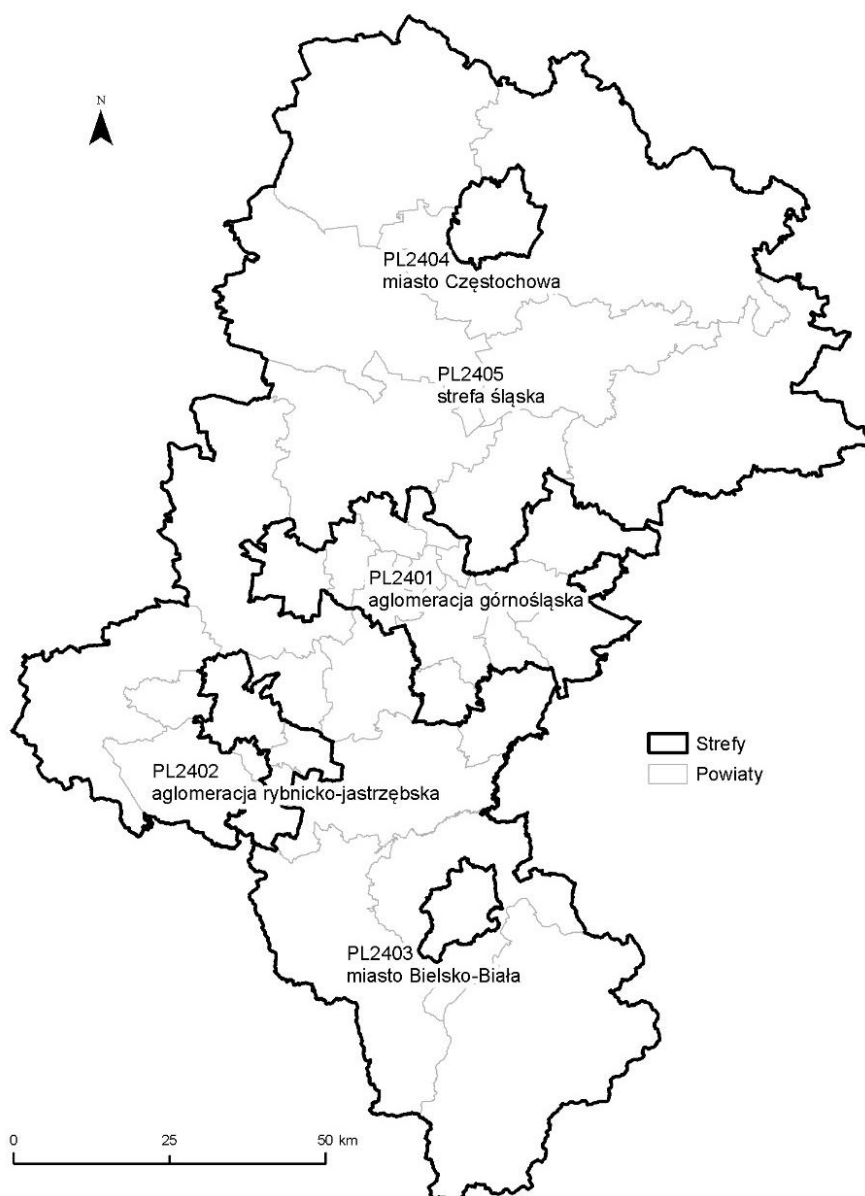 N
PL2404
miasto Częstochowa
PL2405
strefa śląska
PL2401
aglomeracja górnośląska
Strefy
Powiaty
PL2402
aglomeracja rybnicko-jastrzębska
PL2403
miasto Bielsko-Biała
0 25 50 km